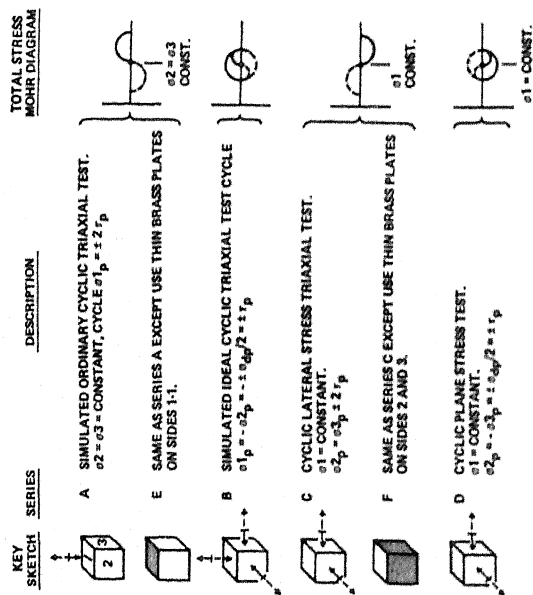 KEY SKETCH
SERIES
DESCRIPTION
TOTAL STRESS
MOHR DIAGRAM
1
2
3
A
SIMULATED ORDINARY CYCLIC TRIAXIAL TEST.
σ2 = σ3 = CONSTANT, CYCLE σ1p = ± 2 τp
σ2 = σ3
CONST.
E
SAME AS SERIES A EXCEPT USE THIN BRASS PLATES
ON SIDES 1-1.
B
SIMULATED IDEAL CYCLIC TRIAXIAL TEST CYCLE
σ1p = - σ2p = - ± σdp/2 = ± τp
C
CYCLIC LATERAL STRESS TRIAXIAL TEST.
σ1 = CONSTANT.
σ2p = σ3p ± 2 τp
σ1
CONST.
F
SAME AS SERIES C EXCEPT USE THIN BRASS PLATES
ON SIDES 2 AND 3.
D
CYCLIC PLANE STRESS TEST.
σ1 = CONSTANT.
σ2p = - σ3p = ± σdp/2 = ± τp
σ1 = CONST.